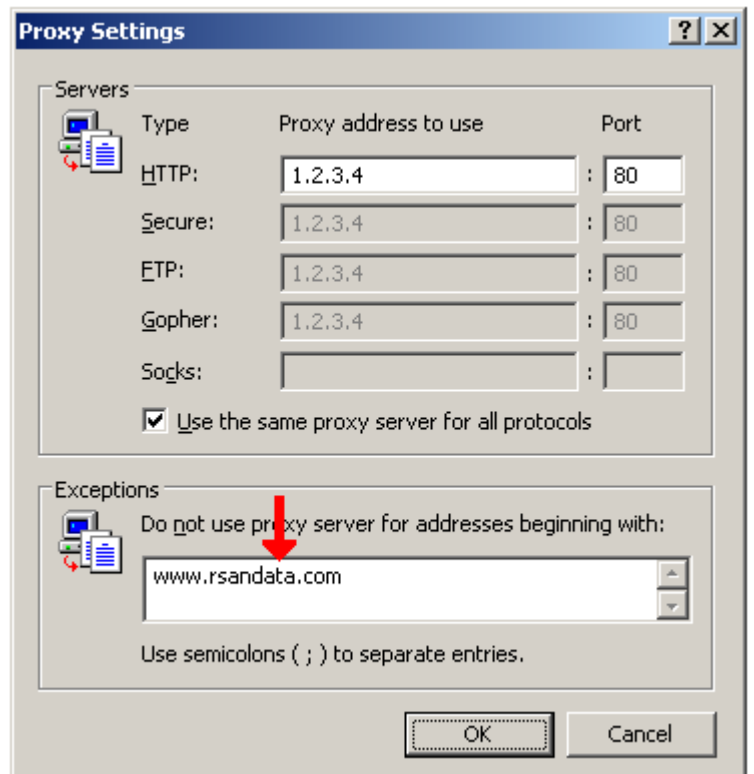 Proxy Settings
Servers
Type Proxy address to use Port
HTTP: 1.2.3.4 : 80
Secure: 1.2.3.4 : 80
FTP: 1.2.3.4 : 80
Gopher: 1.2.3.4 : 80
Socks: :
Use the same proxy server for all protocols
Exceptions
Do not use proxy server for addresses beginning with:
www.rsandata.com
Use semicolons ( ; ) to separate entries.
OK Cancel